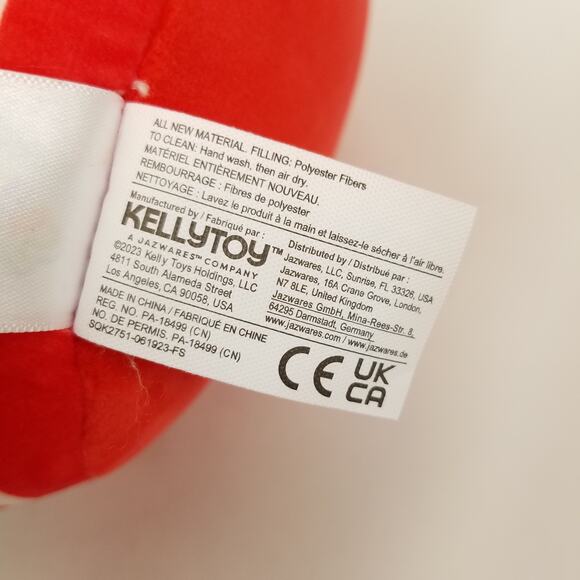 ALL NEW MATERIAL. FILLING: Polyester Fibers
TO CLEAN: Hand wash, then air dry.
MATÉRIEL ENTIÈREMENT NOUVEAU.
REMBOURRAGE : Fibres de polyester
NETTOYAGE : Lavez le produit à la main et laissez-le sécher à l'air libre.
Manufactured by / Fabriqué par :
KELLYTOY™
A JAZWARES™ COMPANY
©2023 Kelly Toys Holdings, LLC
4811 South Alameda Street
Los Angeles, CA 90058, USA
Distributed by / Distribué par :
Jazwares, LLC, Sunrise, FL 33326, USA
Jazwares, 16A Crane Grove, London,
N7 8LE, United Kingdom
Jazwares GmbH, Mina-Rees-Str. 8,
64295 Darmstadt, Germany
www.jazwares.com / www.jazwares.de
MADE IN CHINA / FABRIQUÉ EN CHINE
REG. NO. PA-18499 (CN)
NO. DE PERMIS. PA-18499 (CN)
SQK2751-061923-FS
CE
UK
CA